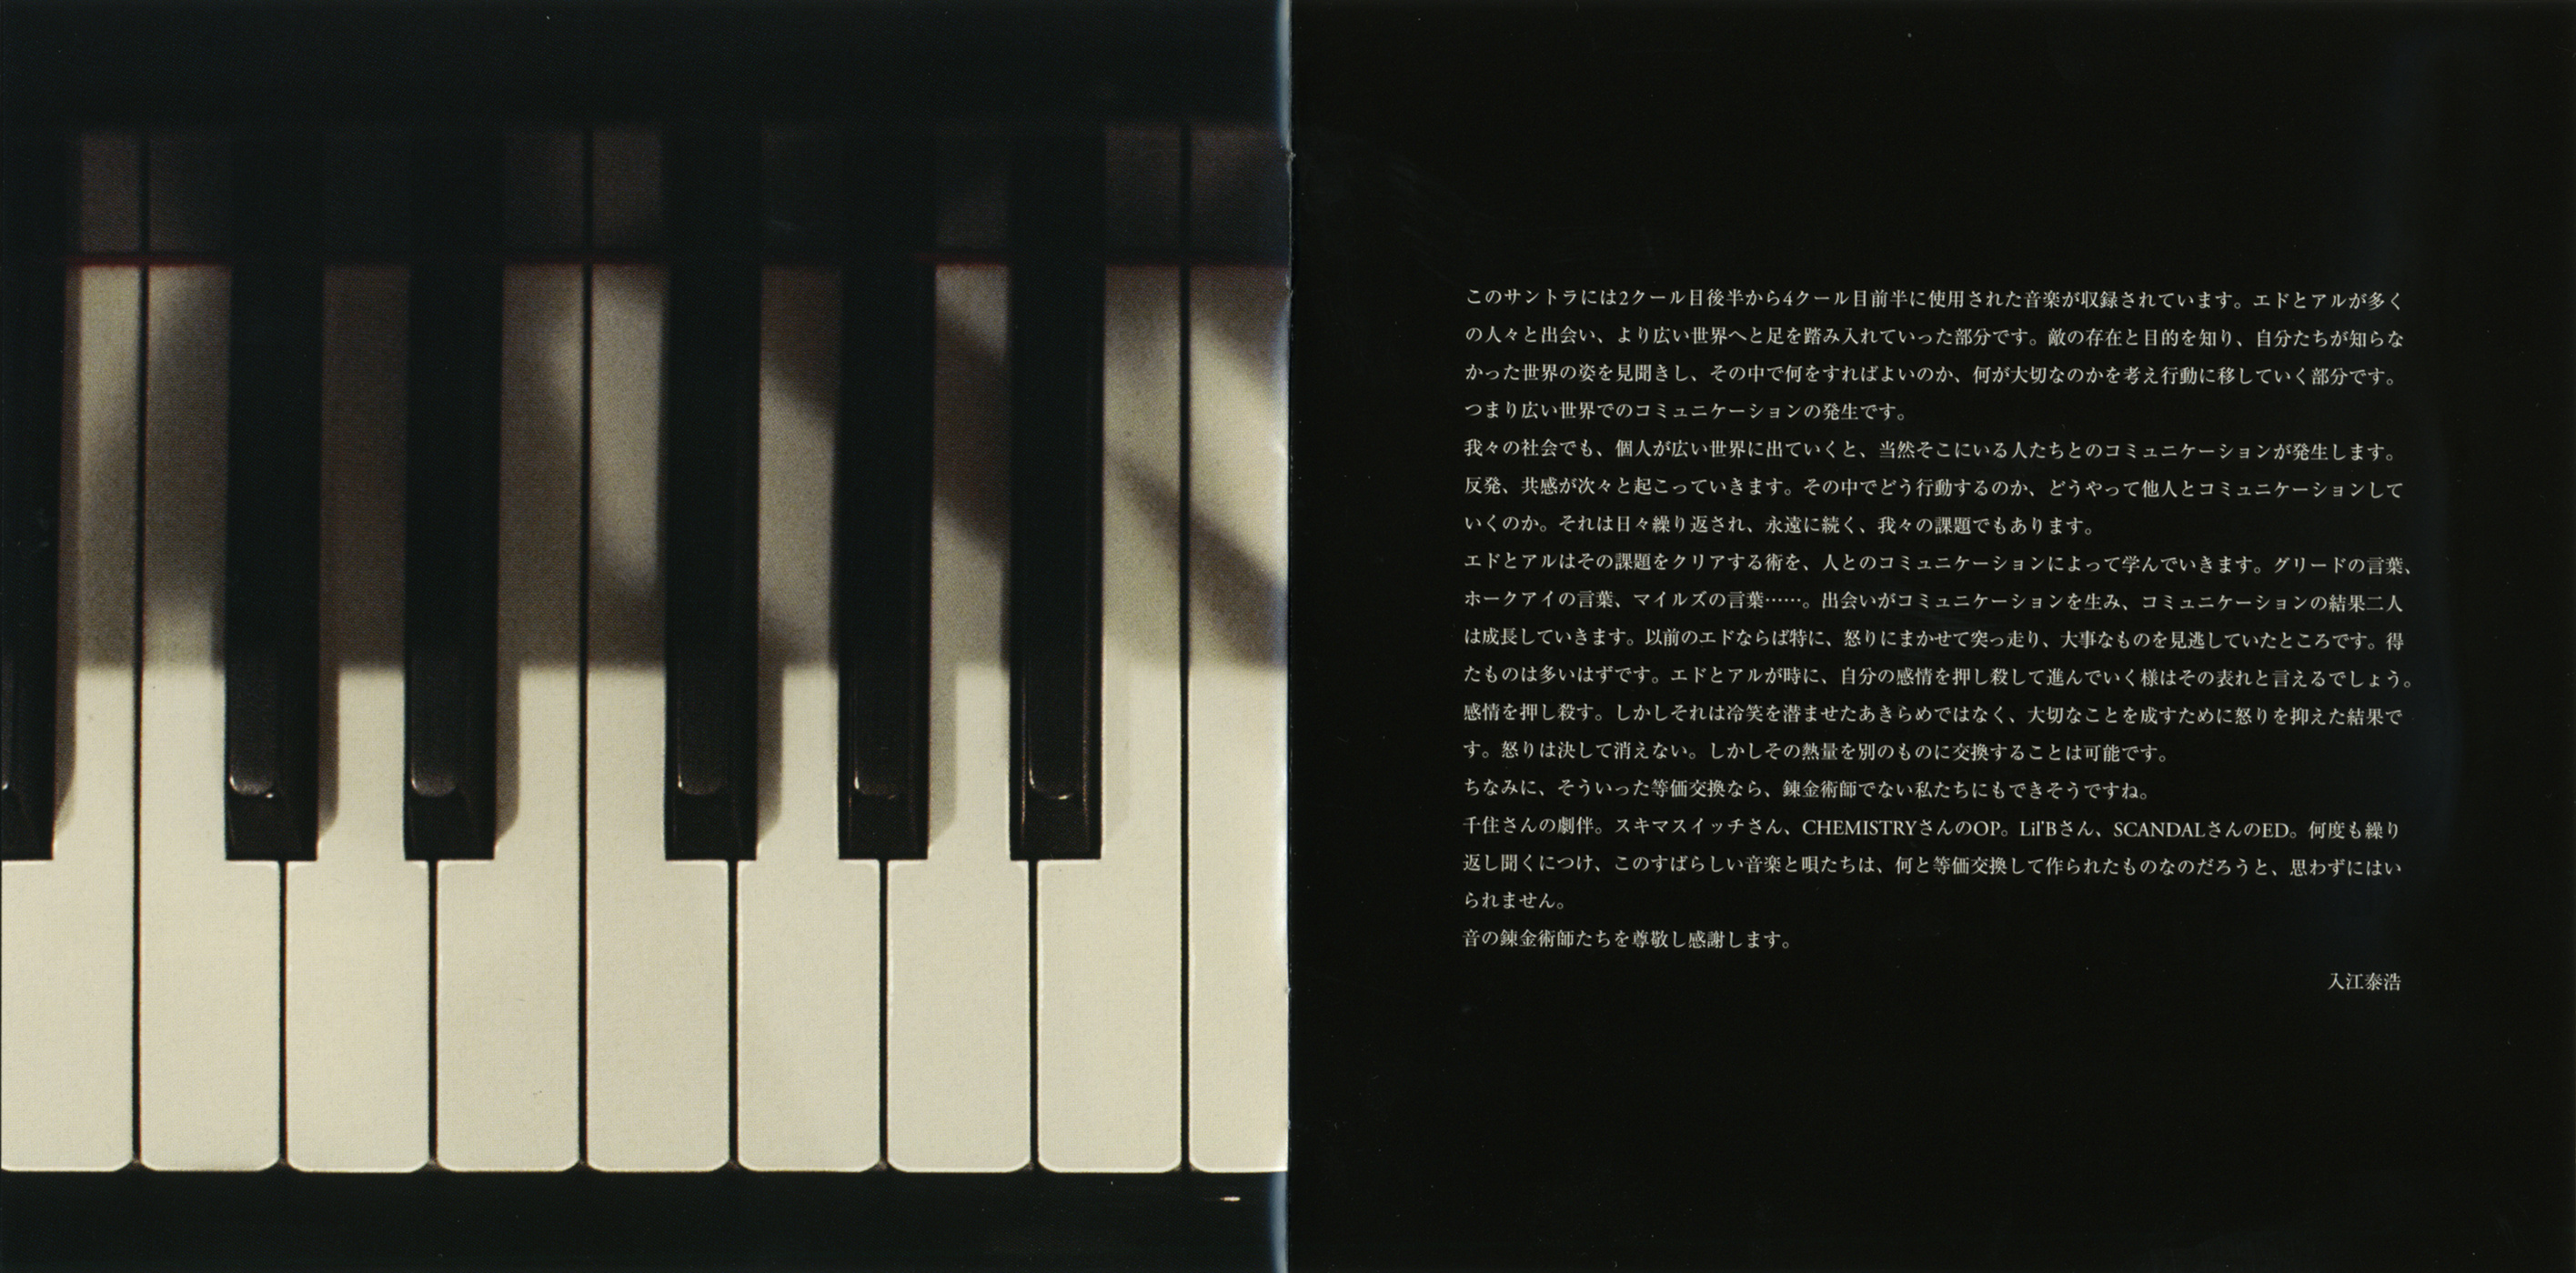 このサントラには2クール目後半から4クール目前半に使用された音楽が収録されています。エドとアルが多く
の人々と出会い、より広い世界へと足を踏み入れていった部分です。敵の存在と目的を知り、自分たちが知らな
かった世界の姿を見聞きし、その中で何をすればよいのか、何が大切なのかを考え行動に移していく部分です。
つまり広い世界でのコミュニケーションの発生です。
我々の社会でも、個人が広い世界に出ていくと、当然そこにいる人たちとのコミュニケーションが発生します。
反発、共感が次々と起こっていきます。その中でどう行動するのか、どうやって他人とコミュニケーションして
いくのか。それは日々繰り返され、永遠に続く、我々の課題でもあります。
エドとアルはその課題をクリアする術を、人とのコミュニケーションによって学んでいきます。グリードの言葉、
ホークアイの言葉、マイルズの言葉……。出会いがコミュニケーションを生み、コミュニケーションの結果二人
は成長していきます。以前のエドならば特に、怒りにまかせて突っ走り、大事なものを見逃していたところです。得
たものは多いはずです。エドとアルが時に、自分の感情を押し殺して進んでいく様はその表れと言えるでしょう。
感情を押し殺す。しかしそれは冷笑を潜ませたあきらめではなく、大切なことを成すために怒りを抑えた結果で
す。怒りは決して消えない。しかしその熱量を別のものに交換することは可能です。
ちなみに、そういった等価交換なら、錬金術師でない私たちにもできそうですね。
千住さんの劇伴。スキマスイッチさん、CHEMISTRYさんのOP。Lil'Bさん、SCANDALさんのED。何度も繰り
返し聞くにつけ、このすばらしい音楽と唄たちは、何と等価交換して作られたものなのだろうと、思わずにはい
られません。
音の錬金術師たちを尊敬し感謝します。
入江泰浩